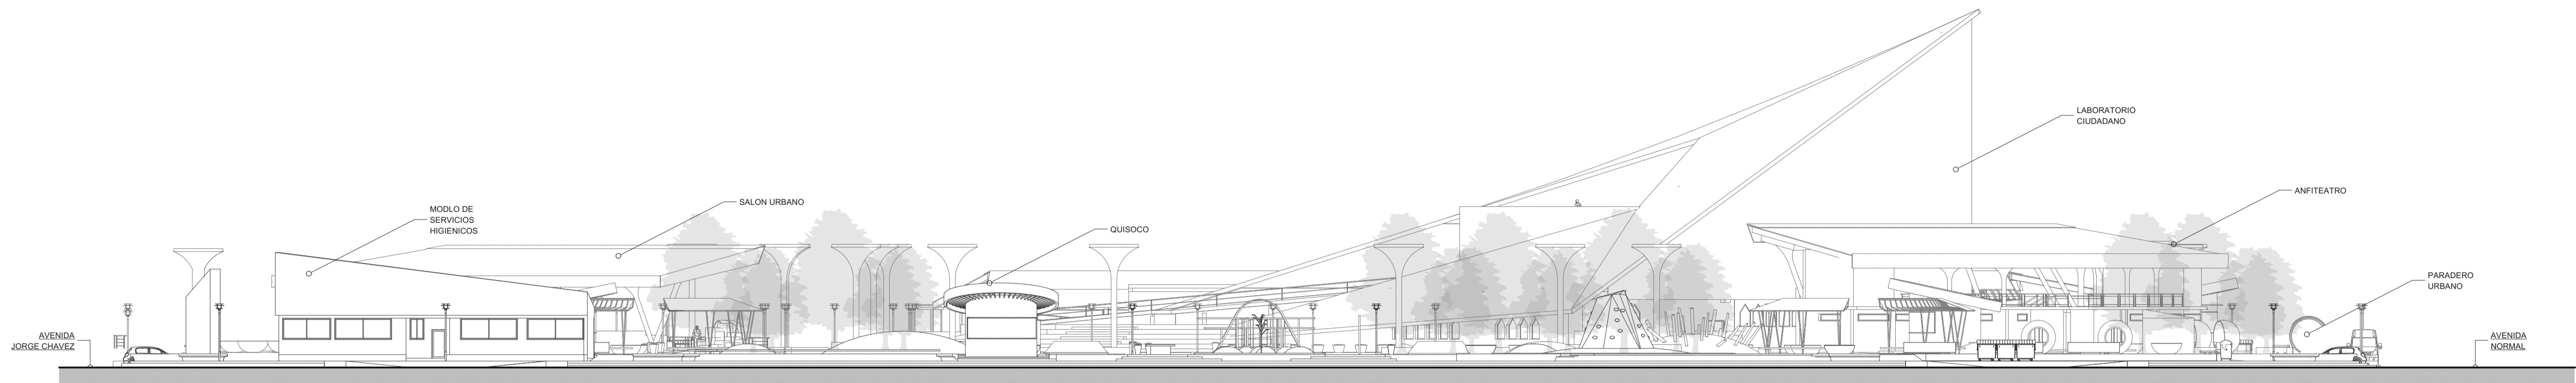 AVENIDA
JORGE CHAVEZ
MODLO DE
SERVICIOS
HIGIENICOS
SALON URBANO
QUISOCO
LABORATORIO
CIUDADANO
ANFITEATRO
PARADERO
URBANO
AVENIDA
NORMAL